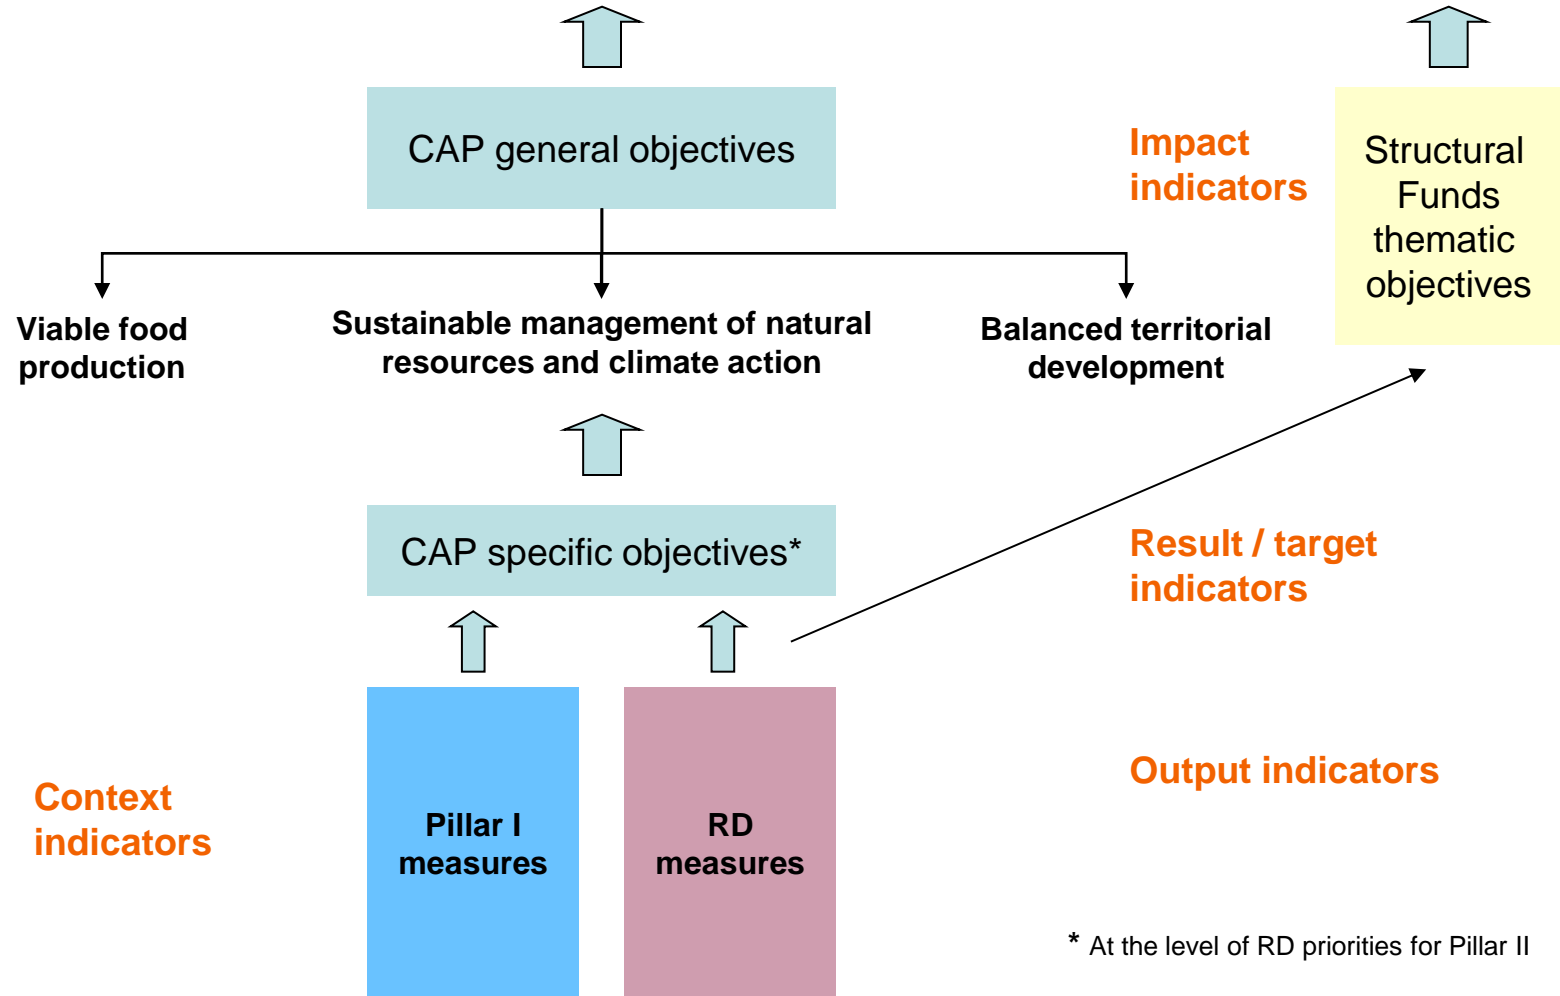 CAP general objectives
Impact
indicators
Structural
Funds
thematic
objectives
Viable food
production
Sustainable management of natural
resources and climate action
Balanced territorial
development
CAP specific objectives*
Result / target
indicators
Context
indicators
Pillar I
measures
RD
measures
Output indicators
* At the level of RD priorities for Pillar II